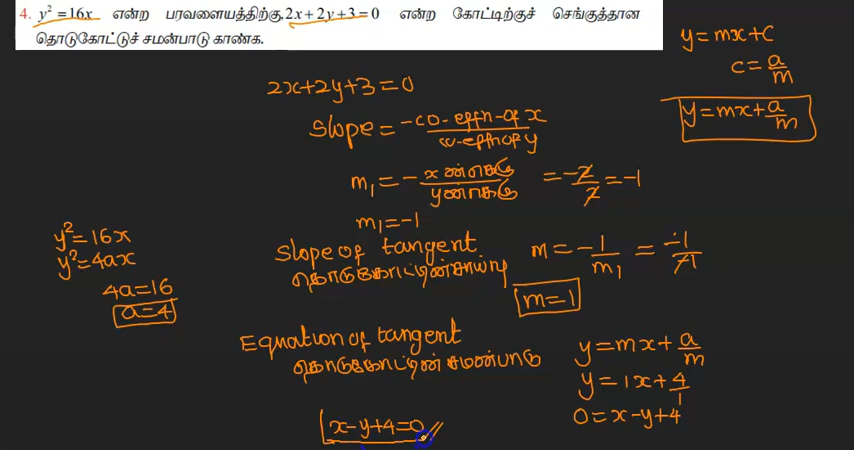 4. y² = 16x என்ற பரவளையத்திற்கு 2x + 2y + 3 = 0 என்ற கோட்டிற்குச் செங்குத்தான
தொடுகோட்டுச் சமன்பாடு காண்க.
y = mx + c
c = a/m
y = mx + a/m
2x + 2y + 3 = 0
Slope = -co-effn-of x / co-effn of y
m₁ = - x ன்கெழு / y ன்கெழு = -2/2 = -1
m₁ = -1
y² = 16x
y² = 4ax
4a = 16
a = 4
Slope of tangent
தொடுகோட்டின் சாய்வு
m = -1/m₁ = -1/-1
m = 1
Equation of tangent
தொடுகோட்டின் சமன்பாடு
y = mx + a/m
y = 1x + 4/1
0 = x - y + 4
x - y + 4 = 0